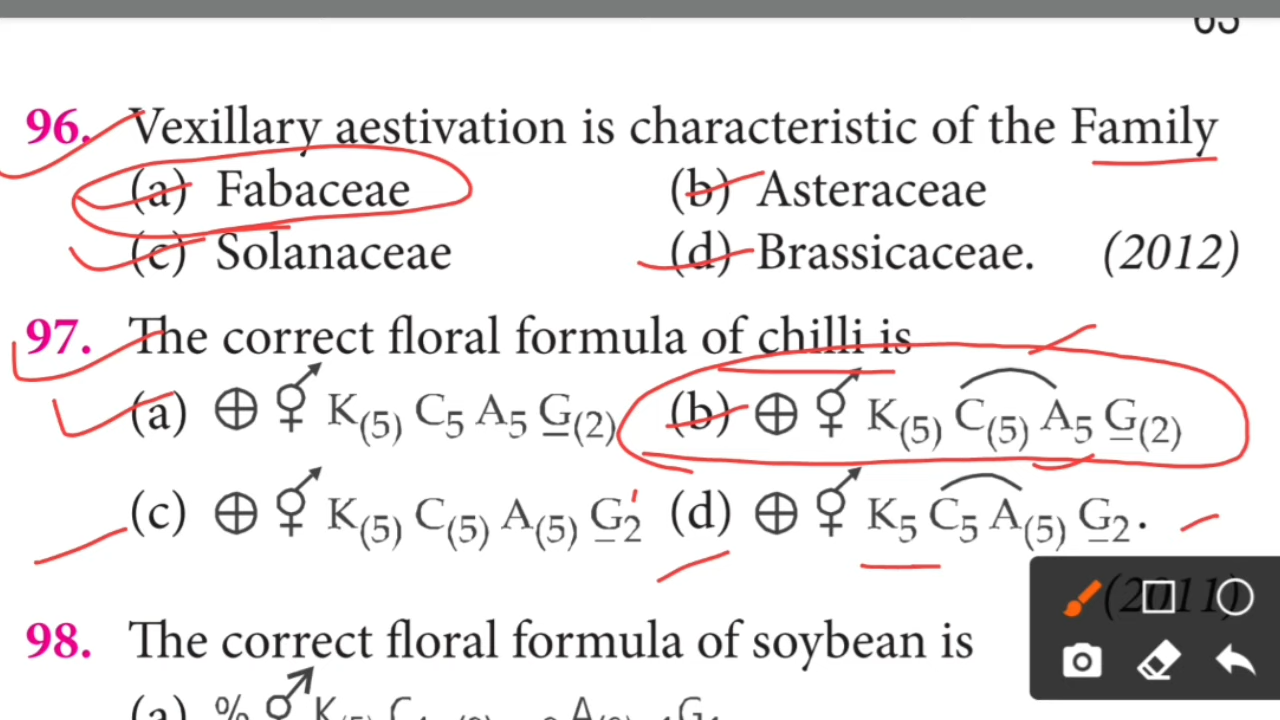 65
96. Vexillary aestivation is characteristic of the Family
(a) Fabaceae (b) Asteraceae
(c) Solanaceae (d) Brassicaceae. (2012)
97. The correct floral formula of chilli is
(a) ⊕ ⚥ K(5) C5 A5 G(2) (b) ⊕ ⚥ K(5) C(5) A5 G(2)
(c) ⊕ ⚥ K(5) C(5) A(5) G2 (d) ⊕ ⚥ K5 C5 A(5) G2.
(2011)
98. The correct floral formula of soybean is
(a) % ⚥